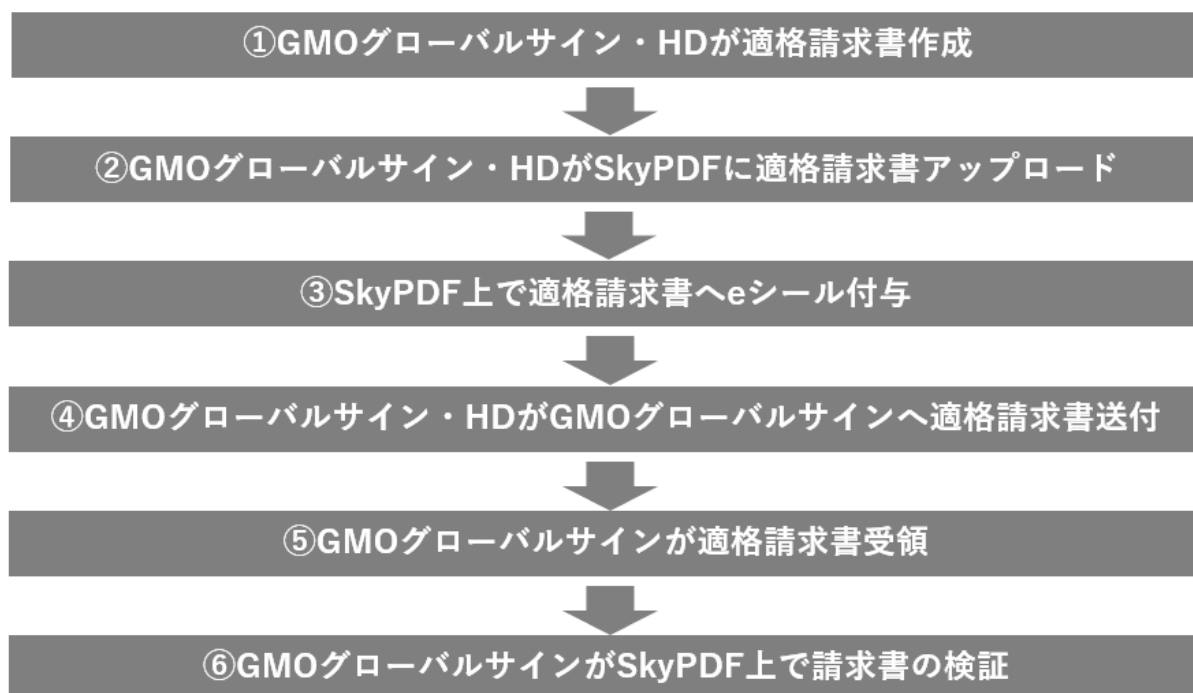 ①GMOグローバルサイン・HDが適格請求書作成
②GMOグローバルサイン・HDがSkyPDFに適格請求書アップロード
③SkyPDF上で適格請求書へeシール付与
④GMOグローバルサイン・HDがGMOグローバルサインへ適格請求書送付
⑤GMOグローバルサインが適格請求書受領
⑥GMOグローバルサインがSkyPDF上で請求書の検証